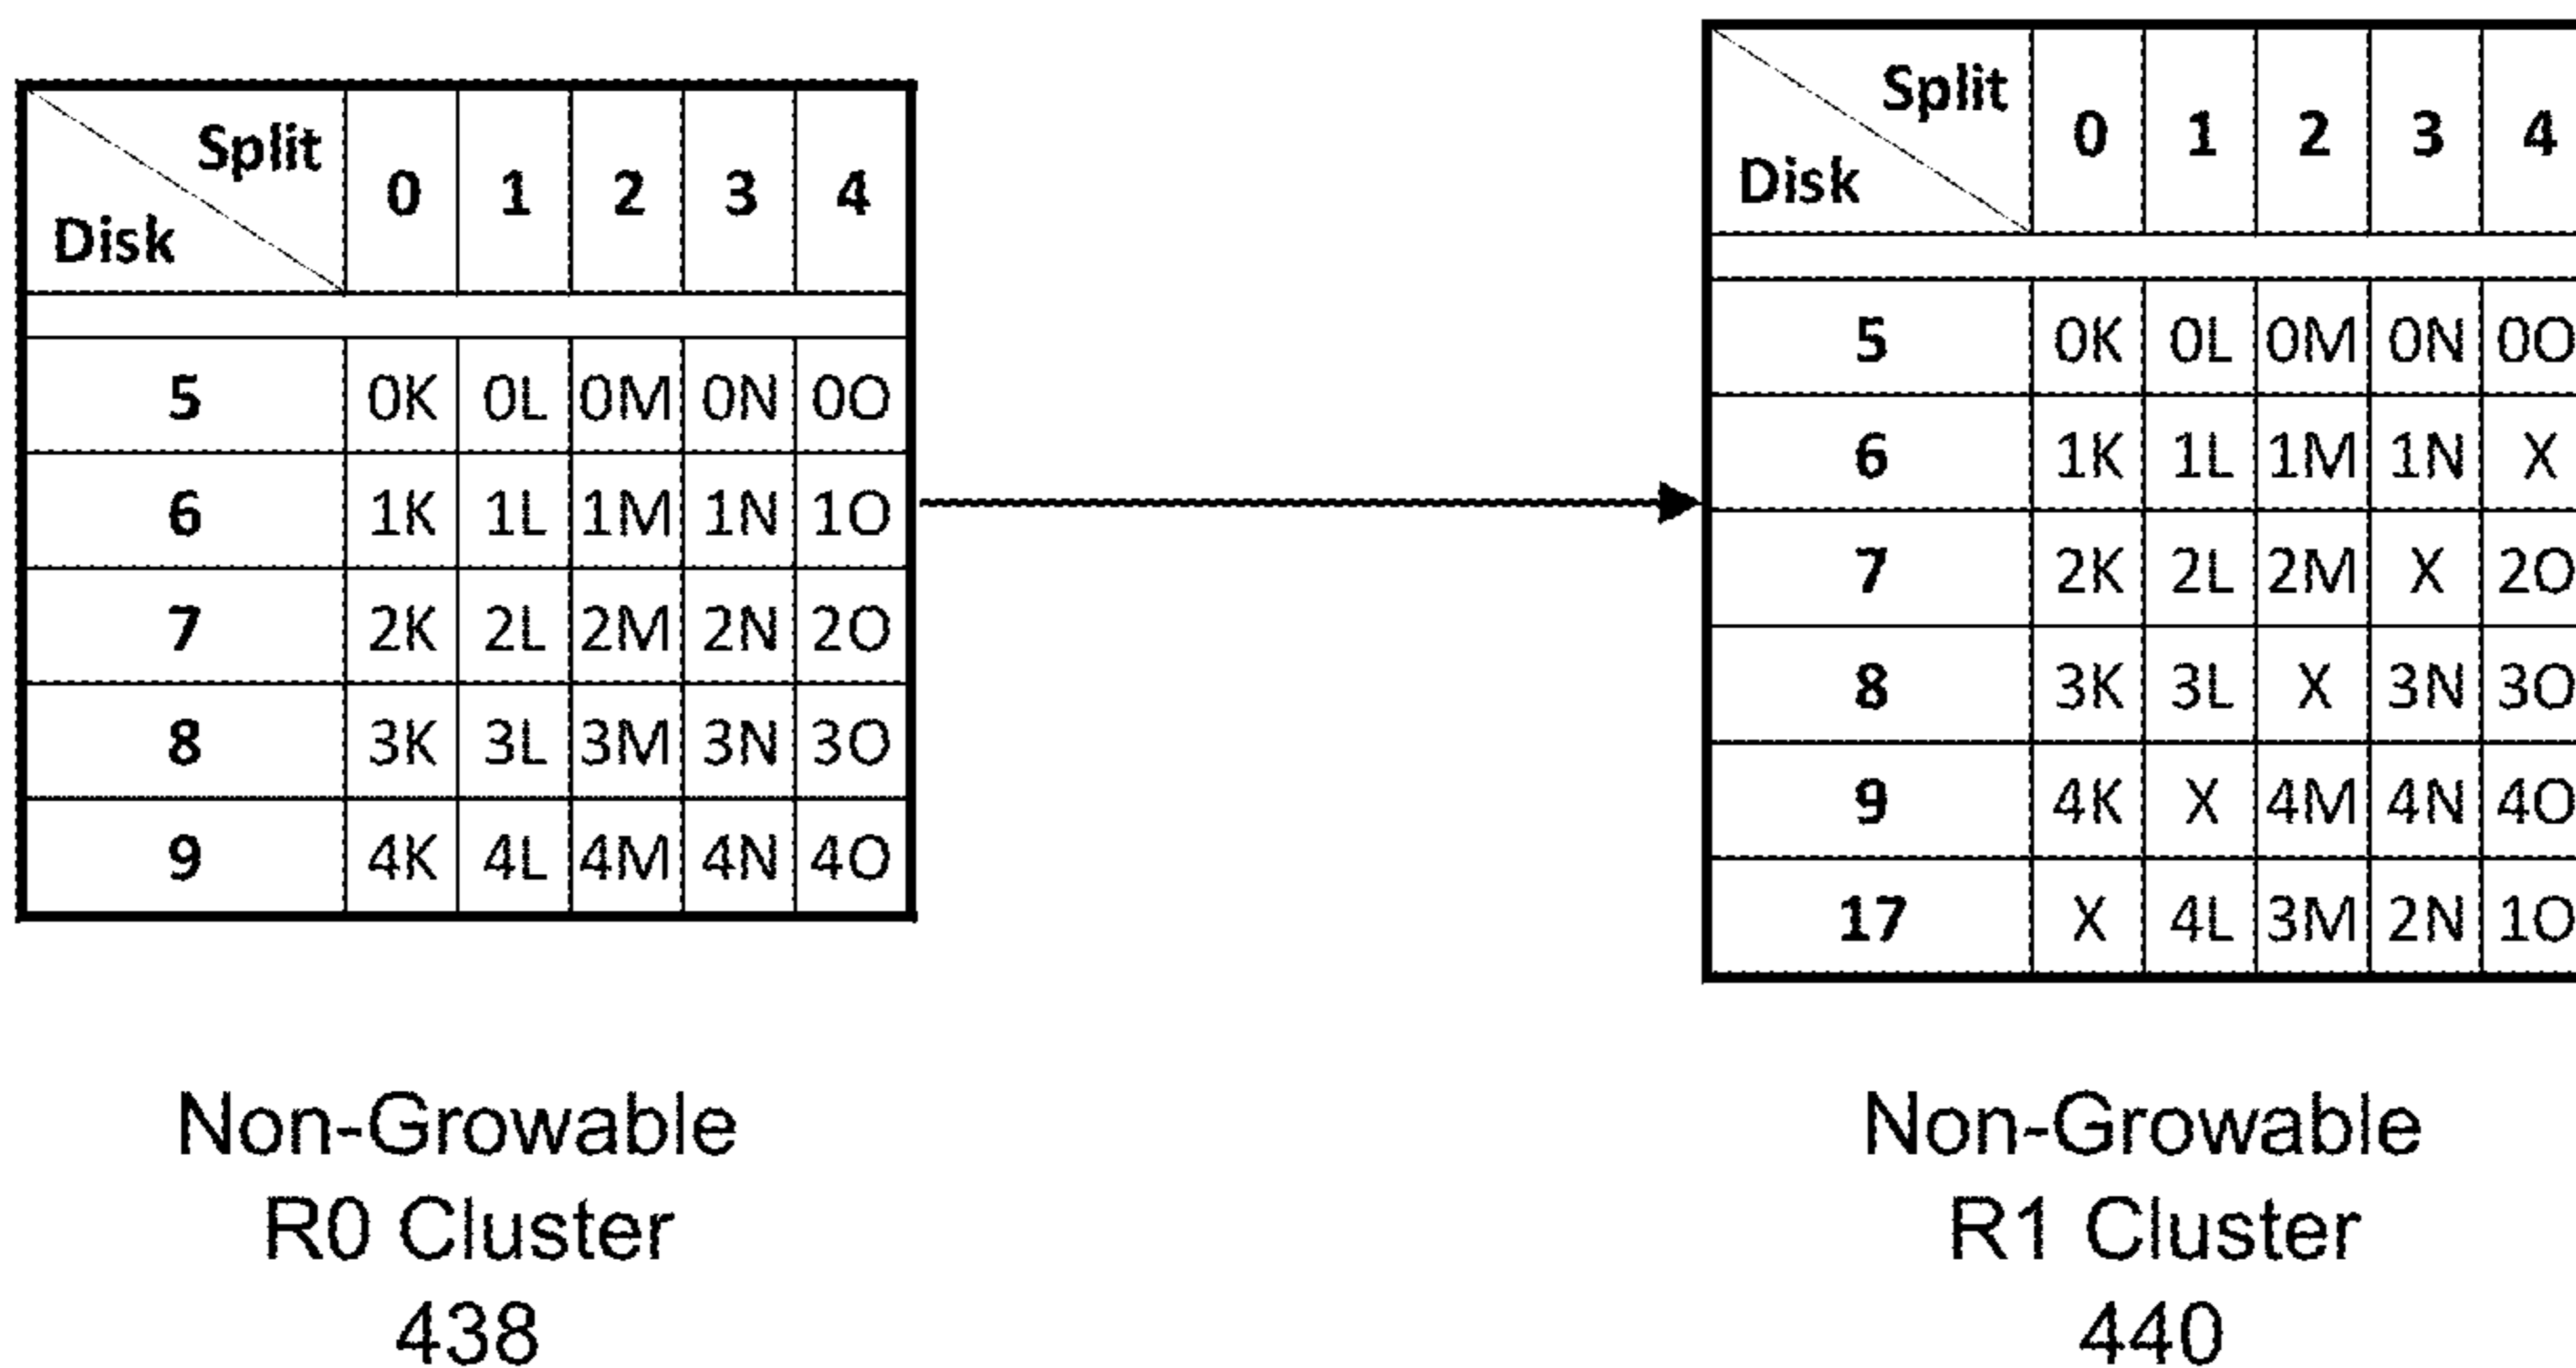 Split
Disk 0 1 2 3 4
5 0K 0L 0M 0N 0O
6 1K 1L 1M 1N 1O
7 2K 2L 2M 2N 2O
8 3K 3L 3M 3N 3O
9 4K 4L 4M 4N 4O
Non-Growable
R0 Cluster
438
Split
Disk 0 1 2 3 4
5 0K 0L 0M 0N 0O
6 1K 1L 1M 1N X
7 2K 2L 2M X 2O
8 3K 3L X 3N 3O
9 4K X 4M 4N 4O
17 X 4L 3M 2N 1O
Non-Growable
R1 Cluster
440